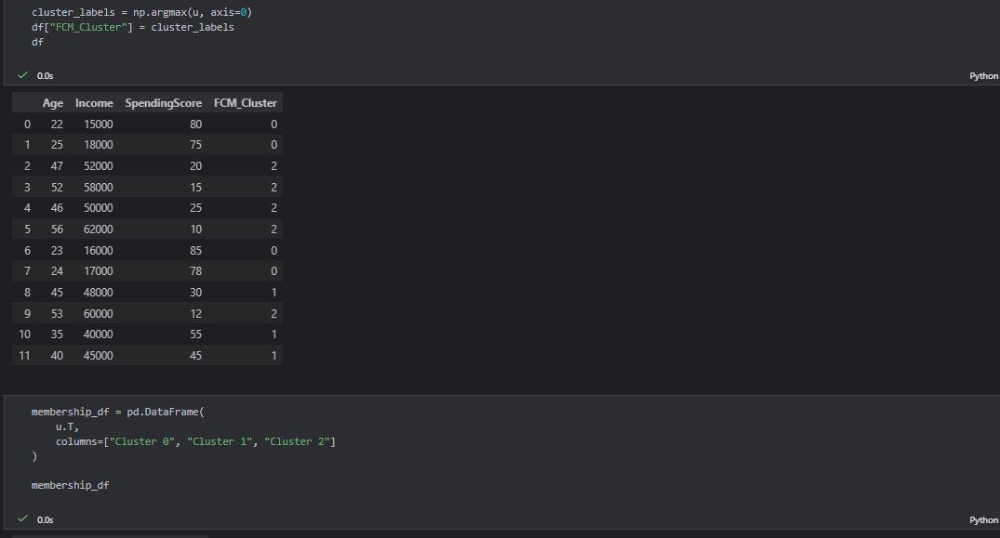 cluster_labels = np.argmax(u, axis=0)
df["FCM_Cluster"] = cluster_labels
df
0.0s
Python
Age Income SpendingScore FCM_Cluster
0 22 15000 80 0
1 25 18000 75 0
2 47 52000 20 2
3 52 58000 15 2
4 46 50000 25 2
5 56 62000 10 2
6 23 16000 85 0
7 24 17000 78 0
8 45 48000 30 1
9 53 60000 12 2
10 35 40000 55 1
11 40 45000 45 1
membership_df = pd.DataFrame(
    u.T,
    columns=["Cluster 0", "Cluster 1", "Cluster 2"]
)
membership_df
0.0s
Python